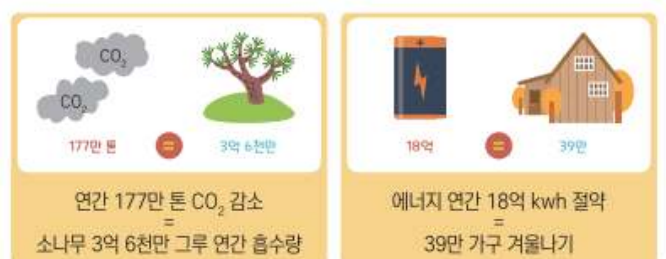 CO₂
CO₂
177만 톤 = 3억 6천만
연간 177만 톤 CO₂ 감소
=
소나무 3억 6천만 그루 연간 흡수량
18억 = 39만
에너지 연간 18억 kwh 절약
=
39만 가구 겨울나기